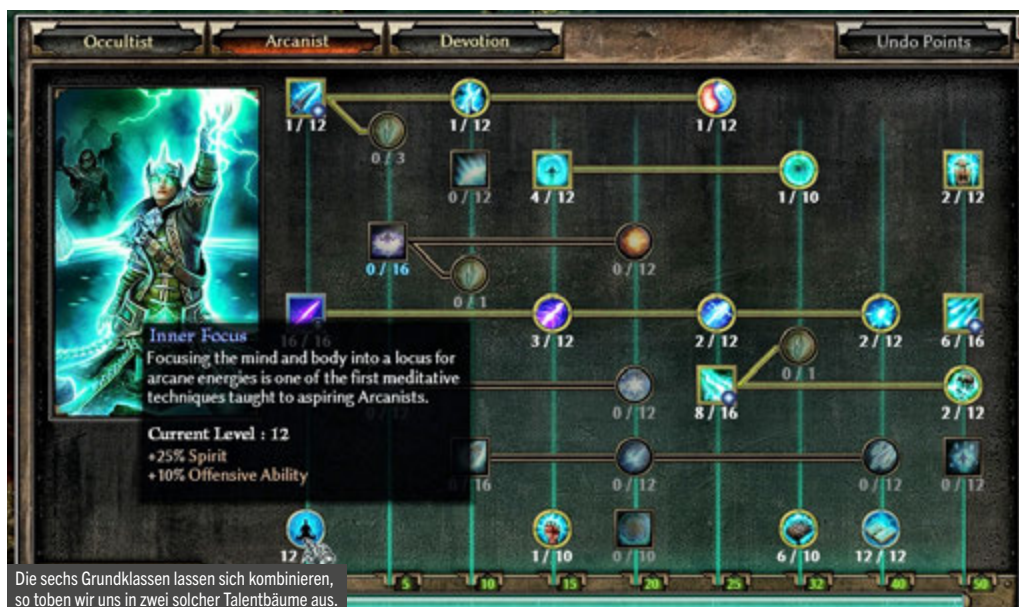 Occultist Arcanist Devotion Undo Points
1 / 12 1 / 12 1 / 12
0 / 3
0 / 12 4 / 12 1 / 10 2 / 12
0 / 16 0 / 12
0 / 1
16 / 16 3 / 12 2 / 12 2 / 12 6 / 16
0 / 1
Inner Focus
Focusing the mind and body into a locus for
arcane energies is one of the first meditative
techniques taught to aspiring Arcanists.
Current Level : 12
+25% Spirit
+10% Offensive Ability
0 / 12 8 / 16 2 / 12
/ 16 0 / 12 0 / 12 0 / 12
12 1 / 10 0 / 10 6 / 10 12 / 12
5 10 15 20 25 32 40 50
Die sechs Grundklassen lassen sich kombinieren,
so toben wir uns in zwei solcher Talentbäume aus.